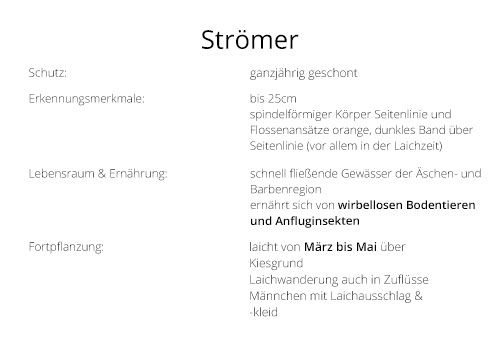 Strömer
Schutz: ganzjährig geschont
Erkennungsmerkmale: bis 25cm
spindelförmiger Körper Seitenlinie und
Flossenansätze orange, dunkles Band über
Seitenlinie (vor allem in der Laichzeit)
Lebensraum & Ernährung: schnell fließende Gewässer der Äschen- und
Barbenregion
ernährt sich von wirbellosen Bodentieren
und Anfluginsekten
Fortpflanzung: laicht von März bis Mai über
Kiesgrund
Laichwanderung auch in Zuflüsse
Männchen mit Laichausschlag &
-kleid